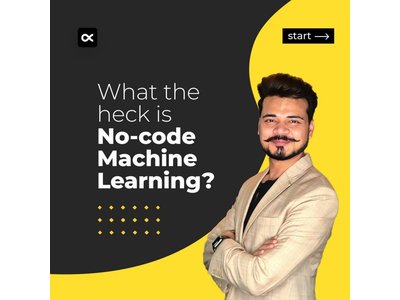 start
What the
heck is
No-code
Machine
Learning?